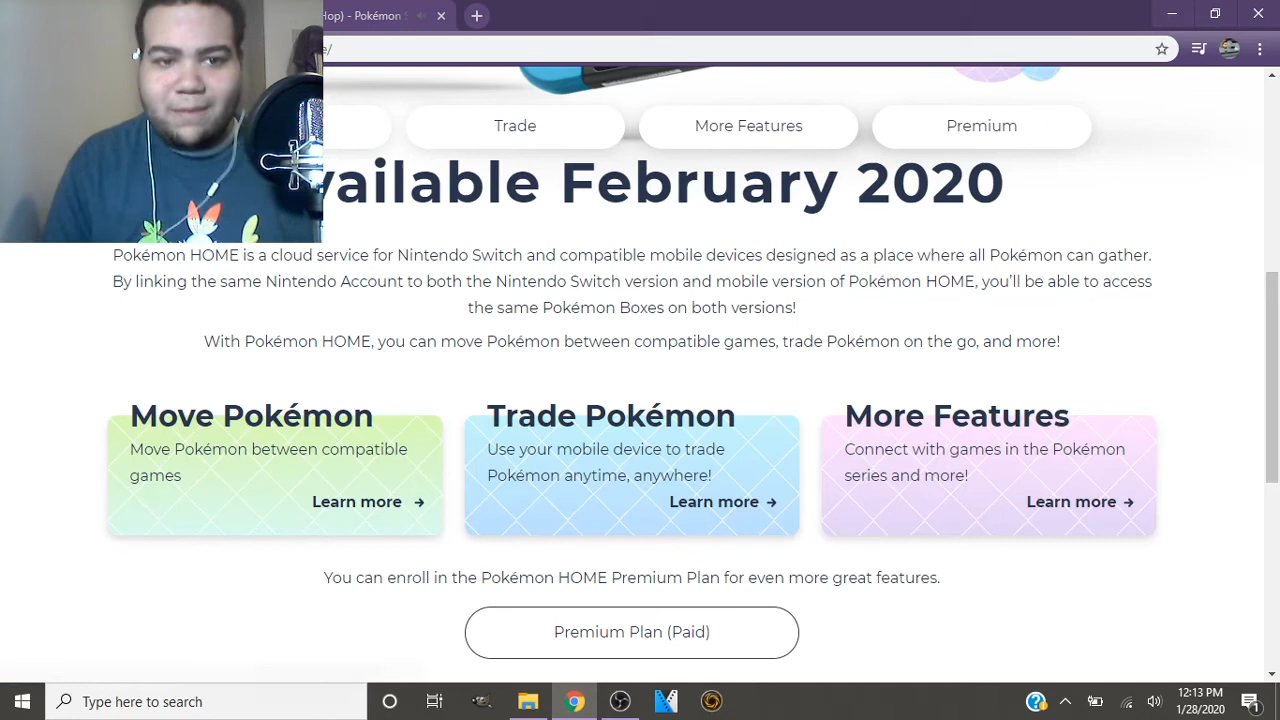 Hop) - Pokémon
e/
Trade
More Features
Premium
vailable February 2020
Pokémon HOME is a cloud service for Nintendo Switch and compatible mobile devices designed as a place where all Pokémon can gather.
By linking the same Nintendo Account to both the Nintendo Switch version and mobile version of Pokémon HOME, you'll be able to access
the same Pokémon Boxes on both versions!
With Pokémon HOME, you can move Pokémon between compatible games, trade Pokémon on the go, and more!
Move Pokémon
Move Pokémon between compatible
games
Learn more →
Trade Pokémon
Use your mobile device to trade
Pokémon anytime, anywhere!
Learn more →
More Features
Connect with games in the Pokémon
series and more!
Learn more →
You can enroll in the Pokémon HOME Premium Plan for even more great features.
Premium Plan (Paid)
Type here to search
12:13 PM
1/28/2020
1